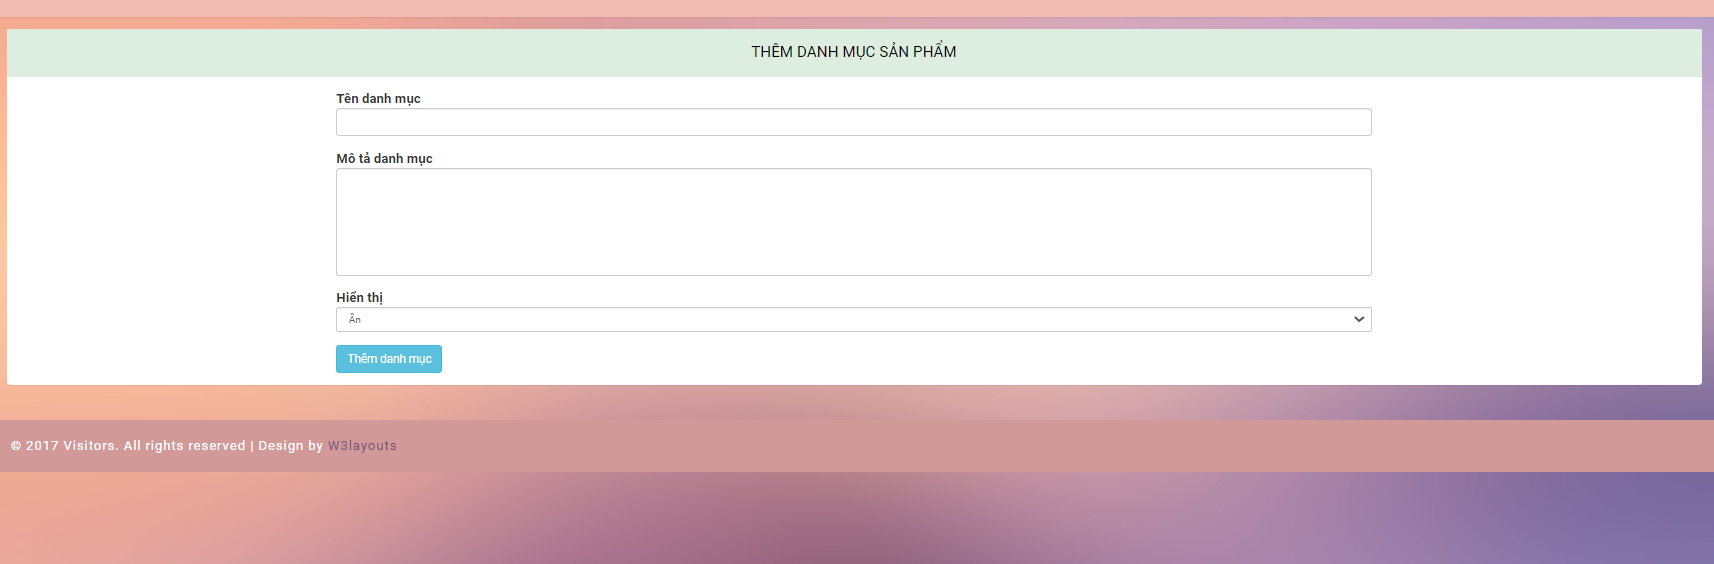 THÊM DANH MỤC SẢN PHẨM
Tên danh mục
Mô tả danh mục
Hiển thị
Ẩn
Thêm danh mục
© 2017 Visitors. All rights reserved | Design by W3layouts